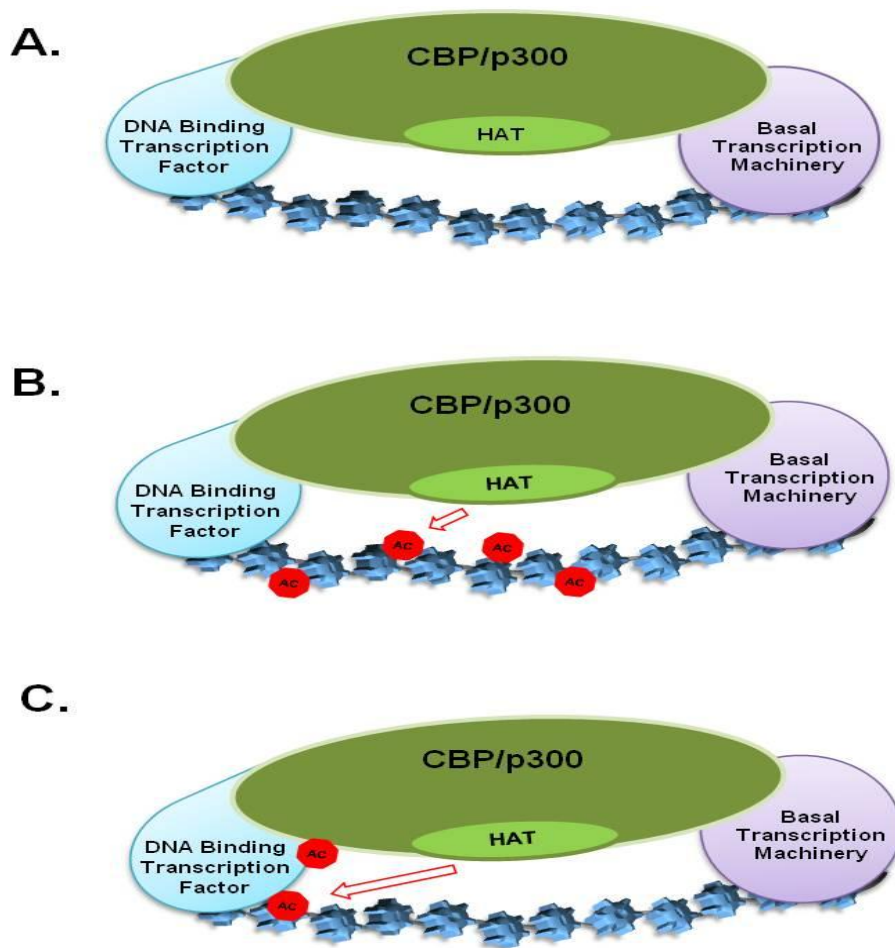 A.
CBP/p300
HAT
DNA Binding
Transcription
Factor
Basal
Transcription
Machinery
B.
CBP/p300
HAT
DNA Binding
Transcription
Factor
Basal
Transcription
Machinery
AC
AC
AC
AC
C.
CBP/p300
HAT
DNA Binding
Transcription
Factor
AC
AC
Basal
Transcription
Machinery